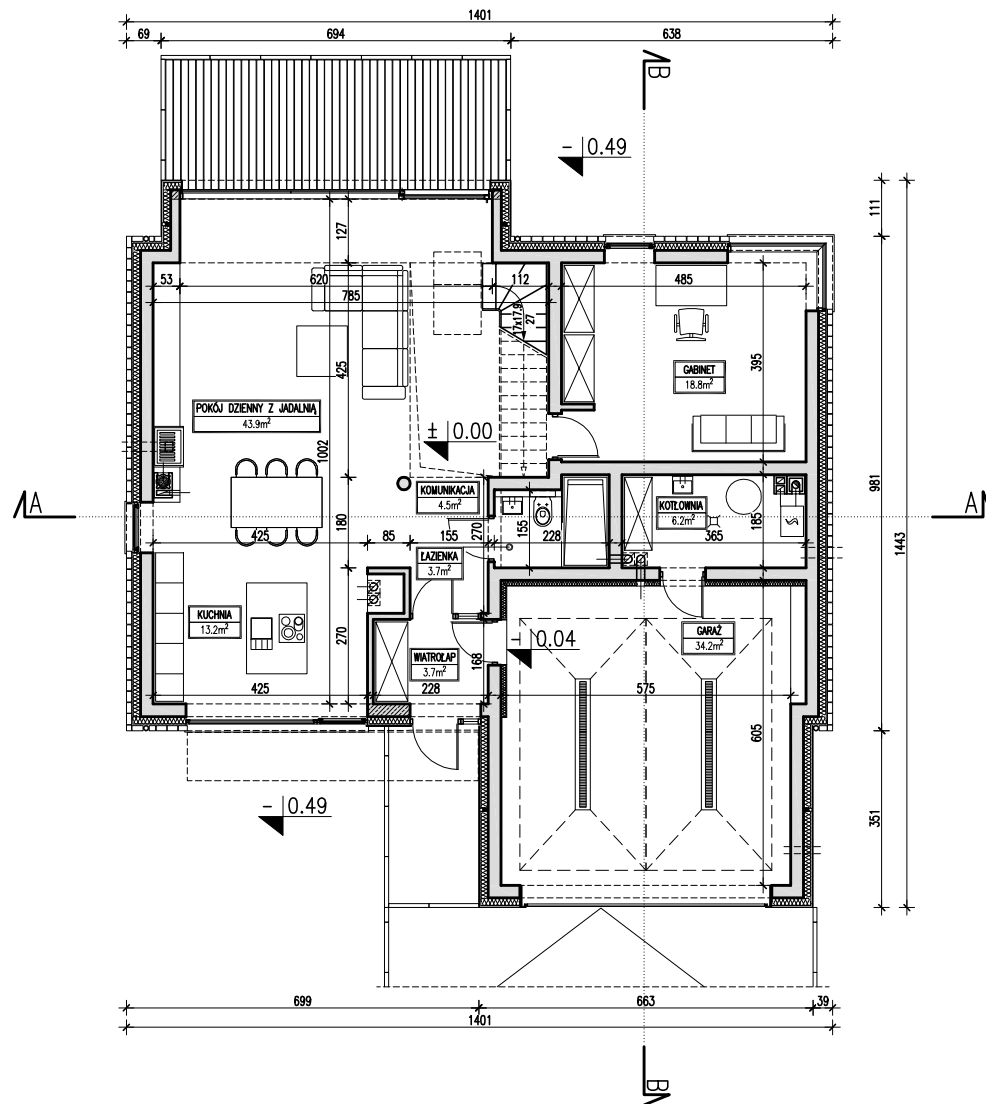 1401
69
694
638
B
- 0.49
111
127
53
620
112
485
785
17x17.9
27
425
395
GABINET
18.8m²
POKÓJ DZIENNY Z JADALNIĄ
43.9m²
± 0.00
1002
981
1443
KOMUNIKACJA
4.5m²
KOTŁOWNIA
6.2m²
A
A
180
425
85
155
270
155
228
365
185
ŁAZIENKA
3.7m²
KUCHNIA
13.2m²
270
WIATROŁAP
3.7m²
168
- 0.04
GARAŻ
34.2m²
425
228
575
605
- 0.49
351
699
663
39
1401
B